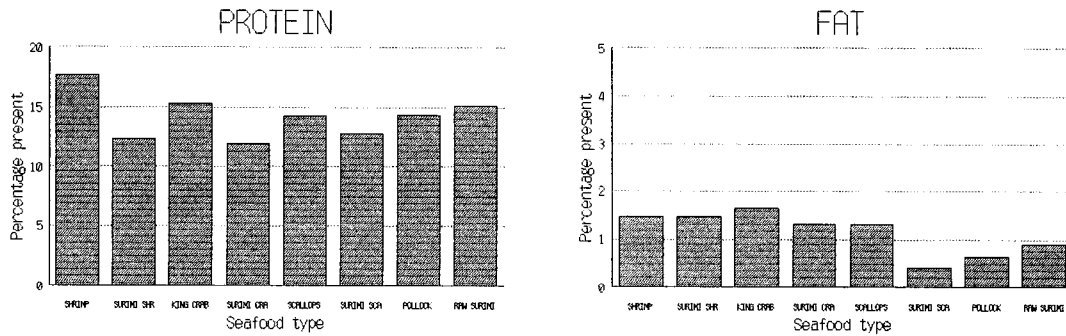 PROTEIN
Percentage present
20
15
10
5
0
SHRIMP SURIMI SHR KING CRAB SURIMI CRA SCALLOPS SURIMI SCA POLLOCK RAW SURIMI
Seafood type
FAT
Percentage present
5
4
3
2
1
0
SHRIMP SURIMI SHR KING CRAB SURIMI CRA SCALLOPS SURIMI SCA POLLOCK RAW SURIMI
Seafood type